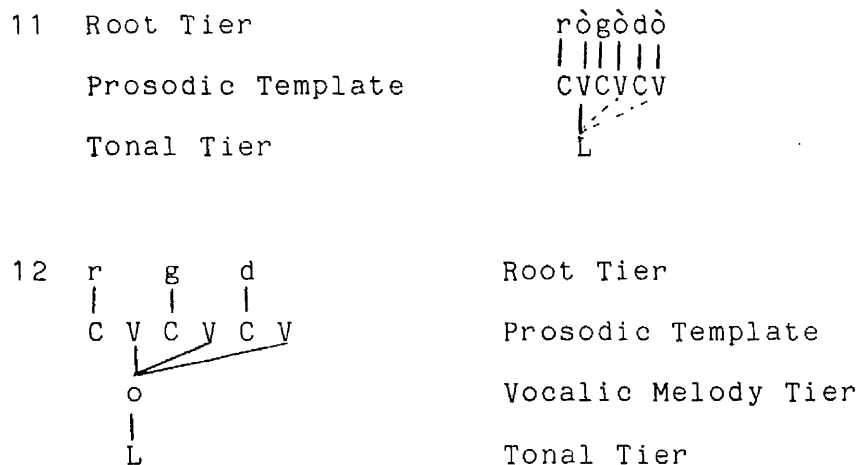 11 Root Tier rògòdò
Prosodic Template CVCVCV
Tonal Tier L
12 r g d Root Tier
C V C V C V Prosodic Template
o Vocalic Melody Tier
L Tonal Tier